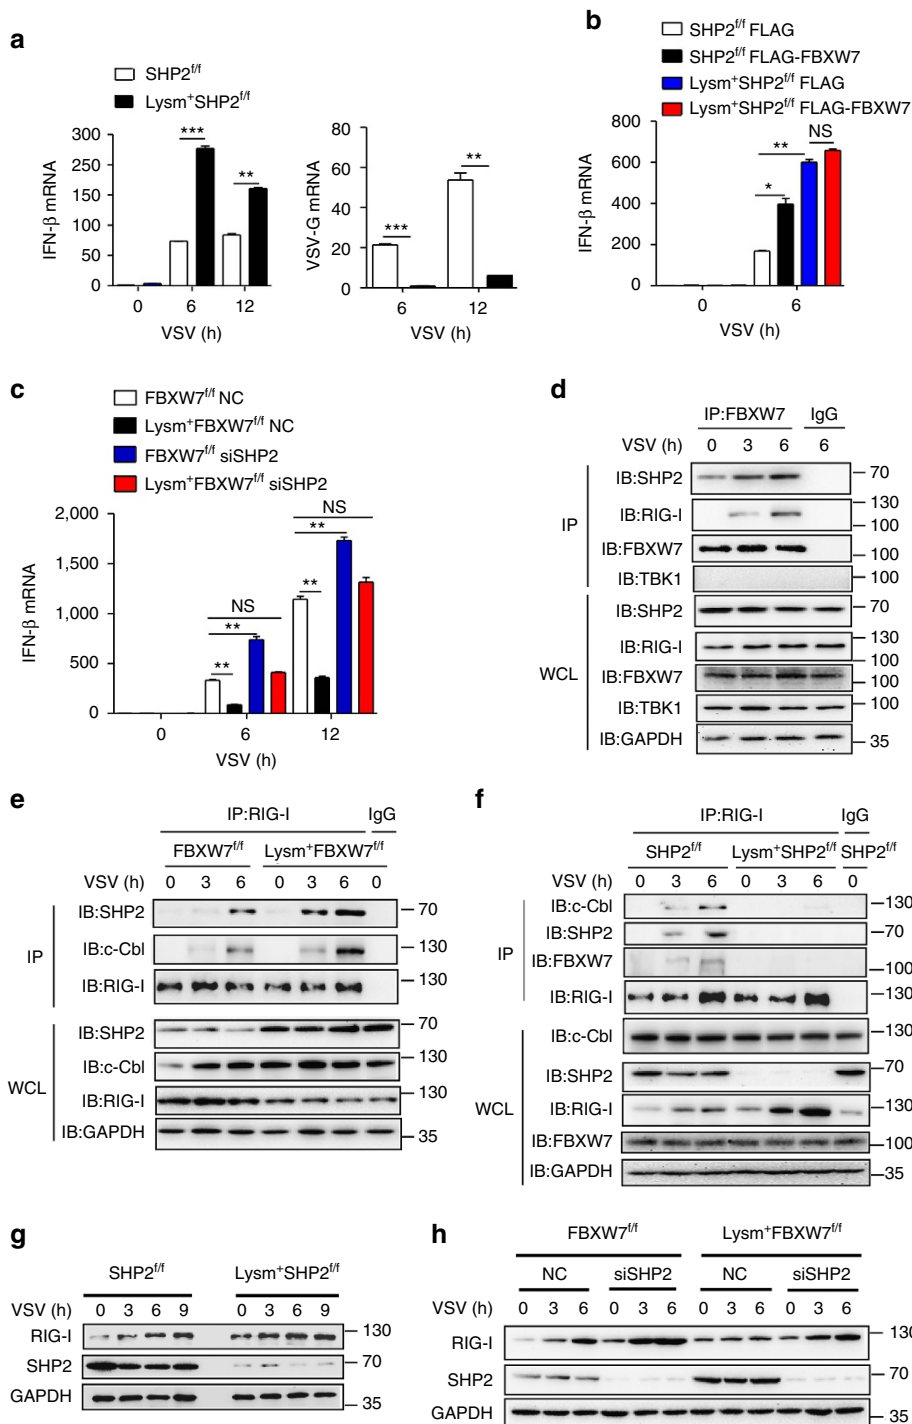 a
SHP2f/f
Lysm+SHP2f/f
IFN-β mRNA
300
200
150
100
50
0
***
**
0 6 12
VSV (h)
VSV-G mRNA
80
60
40
20
0
***
**
6 12
VSV (h)
b
SHP2f/f FLAG
SHP2f/f FLAG-FBXW7
Lysm+SHP2f/f FLAG
Lysm+SHP2f/f FLAG-FBXW7
IFN-β mRNA
800
600
400
200
0
NS
**
*
0 6
VSV (h)
c
FBXW7f/f NC
Lysm+FBXW7f/f NC
FBXW7f/f siSHP2
Lysm+FBXW7f/f siSHP2
IFN-β mRNA
2,000
1,500
1,000
500
0
NS
**
**
NS
**
**
0 6 12
VSV (h)
d
IP:FBXW7 IgG
VSV (h) 0 3 6 6
IP
IB:SHP2 70
IB:RIG-I 130
100
IB:FBXW7 100
IB:TBK1 100
WCL
IB:SHP2 70
IB:RIG-I 130
100
IB:FBXW7 100
IB:TBK1 100
IB:GAPDH 35
e
IP:RIG-I IgG
FBXW7f/f Lysm+FBXW7f/f
VSV (h) 0 3 6 0 3 6 0
IP
IB:SHP2 70
IB:c-Cbl 130
IB:RIG-I 130
WCL
IB:SHP2 70
IB:c-Cbl 130
IB:RIG-I 130
IB:GAPDH 35
f
IP:RIG-I IgG
SHP2f/f Lysm+SHP2f/f SHP2f/f
VSV (h) 0 3 6 0 3 6 0
IP
IB:c-Cbl 130
IB:SHP2 70
IB:FBXW7 100
IB:RIG-I 130
WCL
IB:c-Cbl 130
IB:SHP2 70
IB:RIG-I 130
IB:FBXW7 100
IB:GAPDH 35
g
SHP2f/f Lysm+SHP2f/f
VSV (h) 0 3 6 9 0 3 6 9
RIG-I 130
SHP2 70
GAPDH 35
h
FBXW7f/f Lysm+FBXW7f/f
NC siSHP2 NC siSHP2
VSV (h) 0 3 6 0 3 6 0 3 6 0 3 6
RIG-I 130
SHP2 70
GAPDH 35